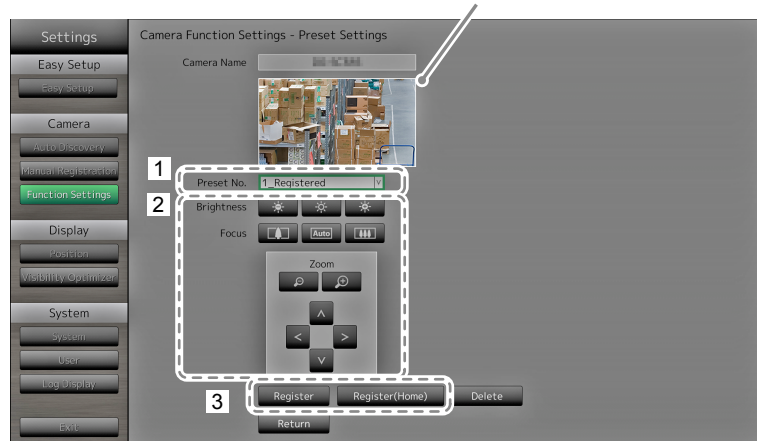 Settings
Camera Function Settings - Preset Settings
Easy Setup
Easy Setup
Camera
Auto Discovery
Manual Registration
Function Settings
Display
Position
Visibility Optimizer
System
System
User
Log Display
Exit
Camera Name
1
Preset No.
1_Registered
2
Brightness
Focus
Auto
Zoom
3
Register
Register(Home)
Delete
Return